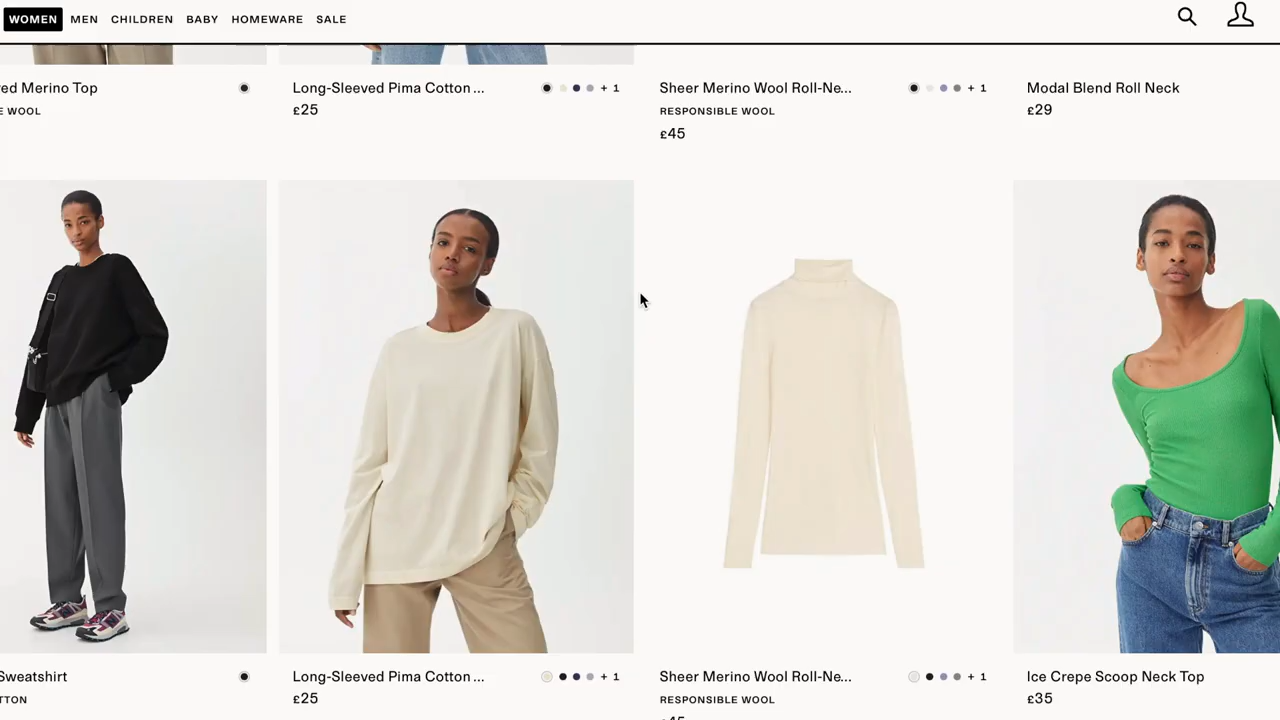 WOMEN MEN CHILDREN BABY HOMEWARE SALE
ed Merino Top
Long-Sleeved Pima Cotton ... + 1
Sheer Merino Wool Roll-Ne... + 1
Modal Blend Roll Neck
E WOOL
£25
RESPONSIBLE WOOL
£29
£45
Sweatshirt
Long-Sleeved Pima Cotton ... + 1
Sheer Merino Wool Roll-Ne... + 1
Ice Crepe Scoop Neck Top
TTON
£25
RESPONSIBLE WOOL
£35
£45